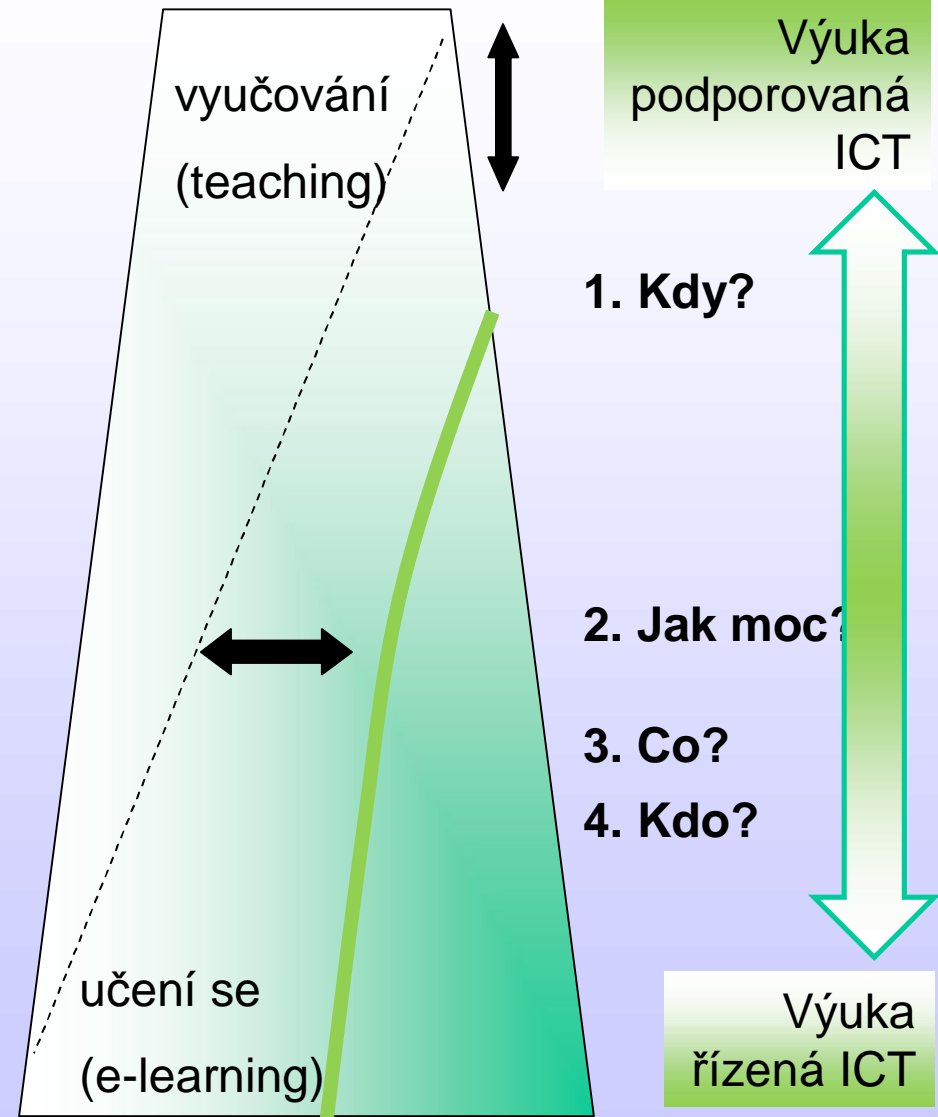 vyučování
(teaching)
Výuka
podporovaná
ICT
1. Kdy?
2. Jak moc?
3. Co?
4. Kdo?
učení se
(e-learning)
Výuka
řízená ICT